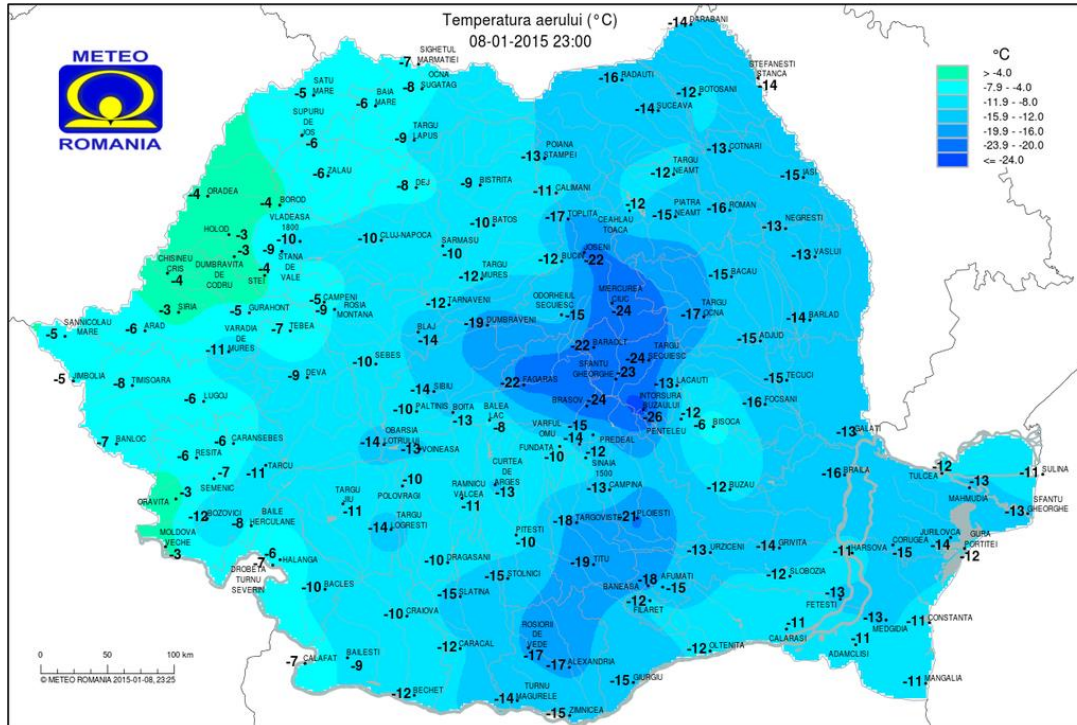 METEO
ROMANIA
Temperatura aerului (°C)
08-01-2015 23:00
°C
> -4.0
-7.9 - -4.0
-11.9 - -8.0
-15.9 - -12.0
-19.9 - -16.0
-23.9 - -20.0
<= -24.0
-14 DARABANI
SIGHETUL
MARMATIEI
-7
OCNA
SUGATAG
-8
-16 RADAUTI
STEFANESTI
STANCA
-14
-12 BOTOSANI
SATU
MARE
-5
BAIA
MARE
-6
-14 SUCEAVA
SUPURU
DE
JOS
-6
TARGU
LAPUS
-9
POIANA
STAMPEI
-13
-13 COTNARI
-6 ZALAU
-8 DEJ
-9 BISTRITA
-11 CALIMANI
TARGU
NEAMT
-12
-15 IASI
-4 ORADEA
-4 BOROD
VLADEASA
1800
-10
-10 CLUJ-NAPOCA
-10 BATOS
-17 TOPLITA
-12
CEAHLAU
TOACA
PIATRA
NEAMT
-15
-16 ROMAN
NEGRESTI
-13
HOLOD -3
-3
DUMBRAVITA
DE
CODRU
-9
STANA
DE
VALE
SARMASU
-10
-12 BUCIN
JOSENI
-22
-13 VASLUI
CHISINEU
CRIS
-4
-4
STEI
TARGU
MURES
-12
-15 BACAU
-3 SIRIA
-5 GURAHONT
-5 CAMPENI
-9 ROSIA
MONTANA
-12 TARNAVENI
ODORHEIUL
SECUIESC
-15
MIERCUREA
CIUC
-24
TARGU
OCNA
-17
-14 BARLAD
SANNICOLAU
MARE
-5
-6 ARAD
VARADIA
DE
MURES
-11
-7 TEBEA
BLAJ
-14
-19 DUMBRAVENI
-22 BARAOLT
TARGU
SECUIESC
-24
-15 ADJUD
-5 JIMBOLIA
-8 TIMISOARA
-9 DEVA
-10 SEBES
-14 SIBIU
-22 FAGARAS
SFANTU
GHEORGHE
-23
-13 LACAUTI
-15 TECUCI
-6 LUGOJ
-10 PALTINIS
BOITA
-13
BALEA
LAC
-8
BRASOV -24
INTORSURA
BUZAULUI
-26
-12
PENTELEU
-6 BISOCA
-16 FOCSANI
-7 BANLOC
-6 CARANSEBES
RESITA
-6
OBARSIA
LOTRULUI
-14
-13 VOINEASA
VARFUL
OMU
-15
-14
FUNDATA
-10
PREDEAL
-12
SINAIA
1500
GALATI
-13
-7
SEMENIC
-11 TARCU
-10
POLOVRAGI
CURTEA
DE
ARGES
-13
-13 CAMPINA
-12 BUZAU
-16 BRAILA
-12
TULCEA
-13
MAHMUDIA
-11 SULINA
-3
ORAVITA
-12 BOZOVICI
-8
BAILE
HERCULANE
TARGU
JIU
-11
RAMNICU
VALCEA
-11
TARGU
LOGRESTI
-14
-18 TARGOVISTE
-21 PLOIESTI
SFANTU
GHEORGHE
-13
MOLDOVA
VECHE
-3
PITESTI
-10
-13 URZICENI
-14 GRIVITA
-11 HARSOVA
CORUGEA
-15
JURILOVCA
-14
GURA
PORTITEI
-12
-7 HALANGA
DROBETA
TURNU
SEVERIN
-10 DRAGASANI
-19 TITU
-10 BACLES
-15 STOLNICI
-15 SLATINA
-18
BANEASA
AFUMATI
-15
-12
FILARET
-12 SLOBOZIA
-13
FETESTI
-10 CRAIOVA
ROSIORII
DE
VEDE
-17
-11
CALARASI
-13
MEDGIDIA
-11 CONSTANTA
-7 CALAFAT
BAILESTI
-9
-12 CARACAL
-17 ALEXANDRIA
-12 OLTENITA
-11
ADAMCLISI
-12 BECHET
TURNU
MAGURELE
-14
-15 GIURGIU
-11 MANGALIA
-15 ZIMNICEA
0 50 100 km
© METEO ROMANIA 2015-01-08, 23:25